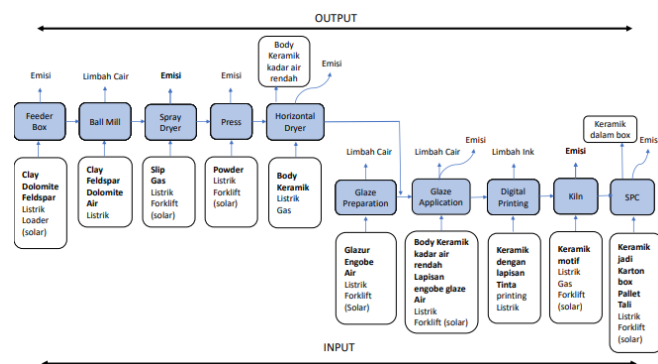 OUTPUT
Body
Keramik
kadar air
rendah
Emisi
Emisi
Limbah Cair
Emisi
Emisi
Feeder
Box
Ball Mill
Spray
Dryer
Press
Horizontal
Dryer
Clay
Dolomite
Feldspar
Listrik
Loader
(solar)
Clay
Feldspar
Dolomite
Air
Listrik
Slip
Gas
Listrik
Forklift
(solar)
Powder
Listrik
Forklift
(solar)
Body
Keramik
Listrik
Gas
Keramik
dalam box
Limbah Cair
Limbah Cair
Emisi
Limbah Ink
Emisi
Emisi
Glaze
Preparation
Glaze
Application
Digital
Printing
Kiln
SPC
Glazur
Engobe
Air
Listrik
Forklift
(Solar)
Body Keramik
kadar air
rendah
Lapisan
engobe glaze
Air
Listrik
Forklift (solar)
Keramik
dengan
lapisan
Tinta
printing
Listrik
Keramik
motif
Listrik
Gas
Forklift
(solar)
Keramik
jadi
Karton
box
Pallet
Tali
Listrik
Forklift
(solar)
INPUT